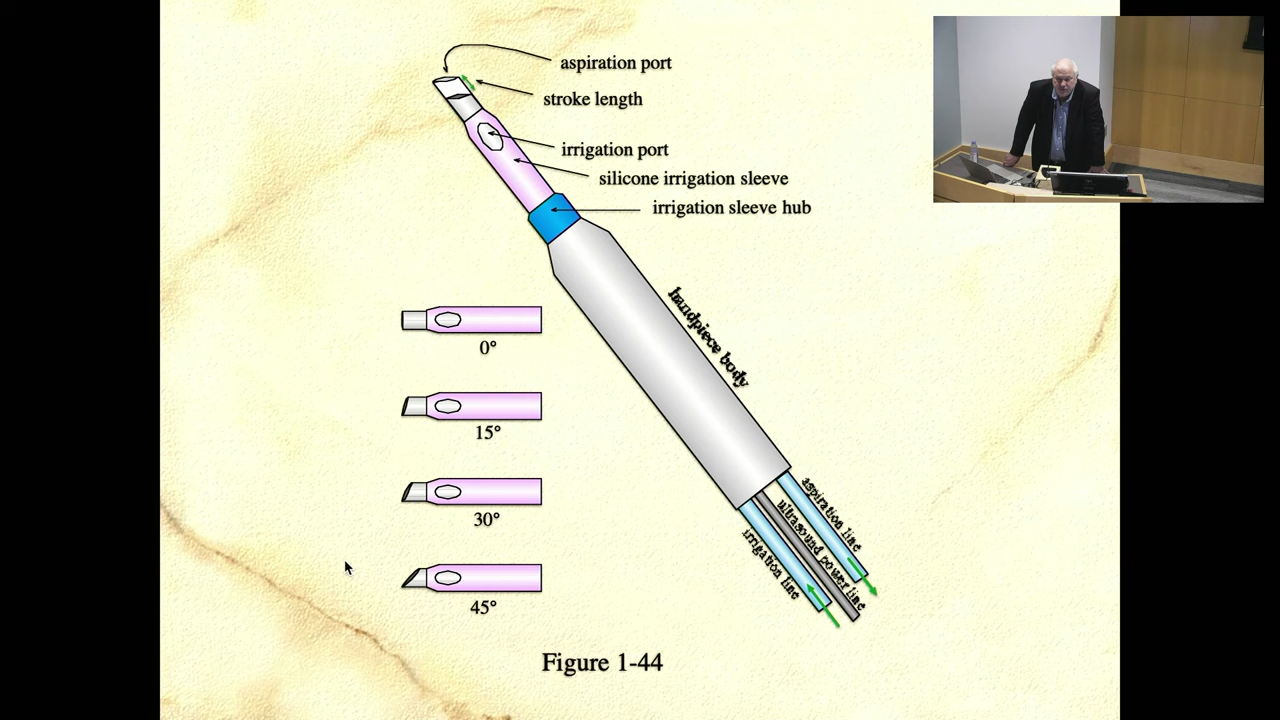 aspiration port
stroke length
irrigation port
silicone irrigation sleeve
irrigation sleeve hub
handpiece body
0°
15°
30°
45°
aspiration line
ultrasound power line
irrigation line
Figure 1-44